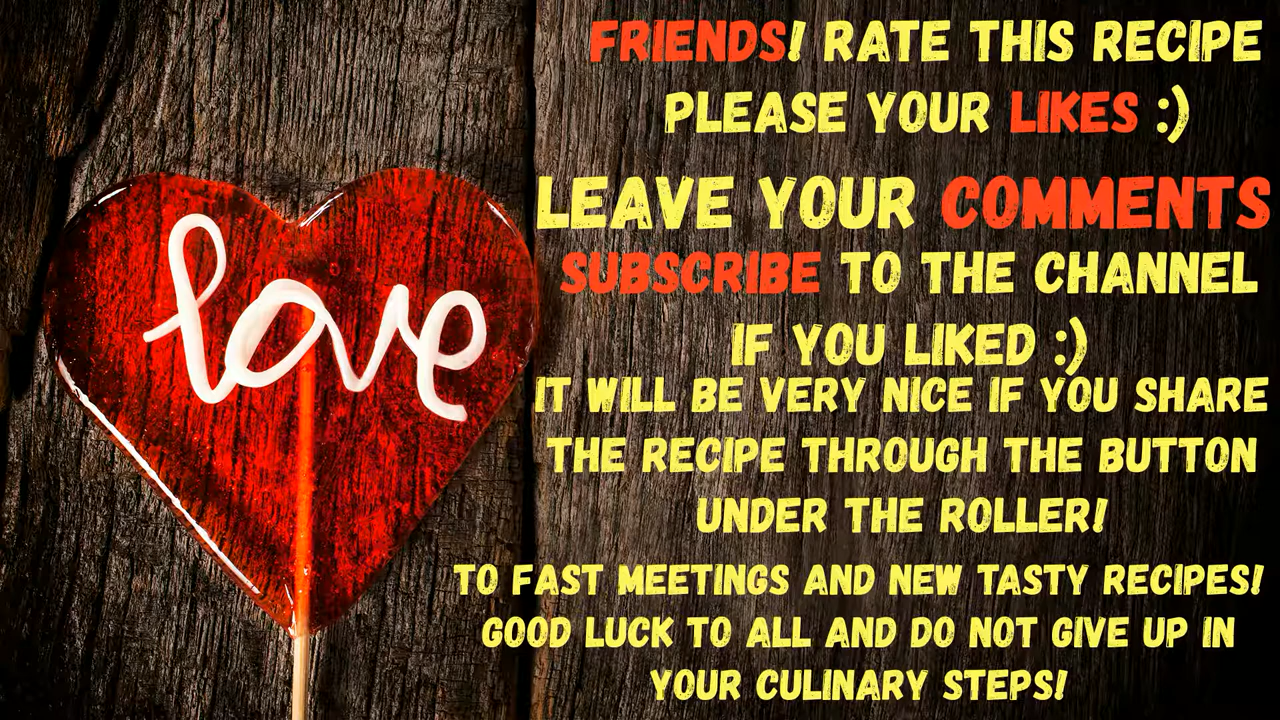 love
FRIENDS! RATE THIS RECIPE
PLEASE YOUR LIKES :)
LEAVE YOUR COMMENTS
SUBSCRIBE TO THE CHANNEL
IF YOU LIKED :)
IT WILL BE VERY NICE IF YOU SHARE
THE RECIPE THROUGH THE BUTTON
UNDER THE ROLLER!
TO FAST MEETINGS AND NEW TASTY RECIPES!
GOOD LUCK TO ALL AND DO NOT GIVE UP IN
YOUR CULINARY STEPS!